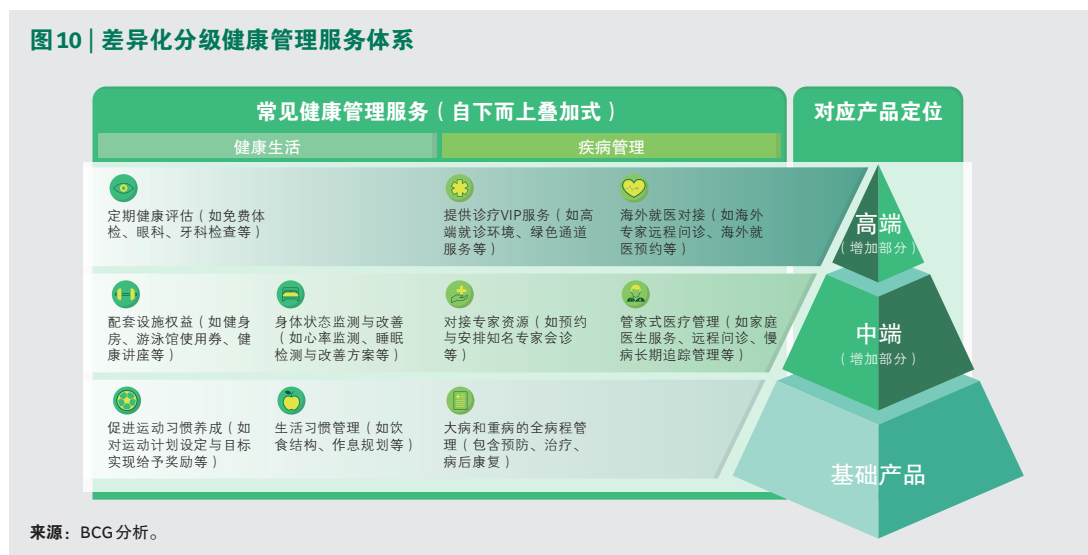 图10 | 差异化分级健康管理服务体系
常见健康管理服务（自下而上叠加式）
对应产品定位
健康生活
疾病管理
定期健康评估（如免费体
检、眼科、牙科检查等）
提供诊疗VIP服务（如高
端就诊环境、绿色通道
服务等）
海外就医对接（如海外
专家远程问诊、海外就
医预约等）
高端
（增加部分）
配套设施权益（如健身
房、游泳馆使用券、健
康讲座等）
身体状态监测与改善
（如心率监测、睡眠
检测与改善方案等）
对接专家资源（如预约
与安排知名专家会诊
等）
管家式医疗管理（如家庭
医生服务、远程问诊、慢
病长期追踪管理等）
中端
（增加部分）
促进运动习惯养成（如
对运动计划设定与目标
实现给予奖励等）
生活习惯管理（如饮
食结构、作息规划等）
大病和重病的全病程管
理（包含预防、治疗、
病后康复）
基础产品
来源：BCG分析。